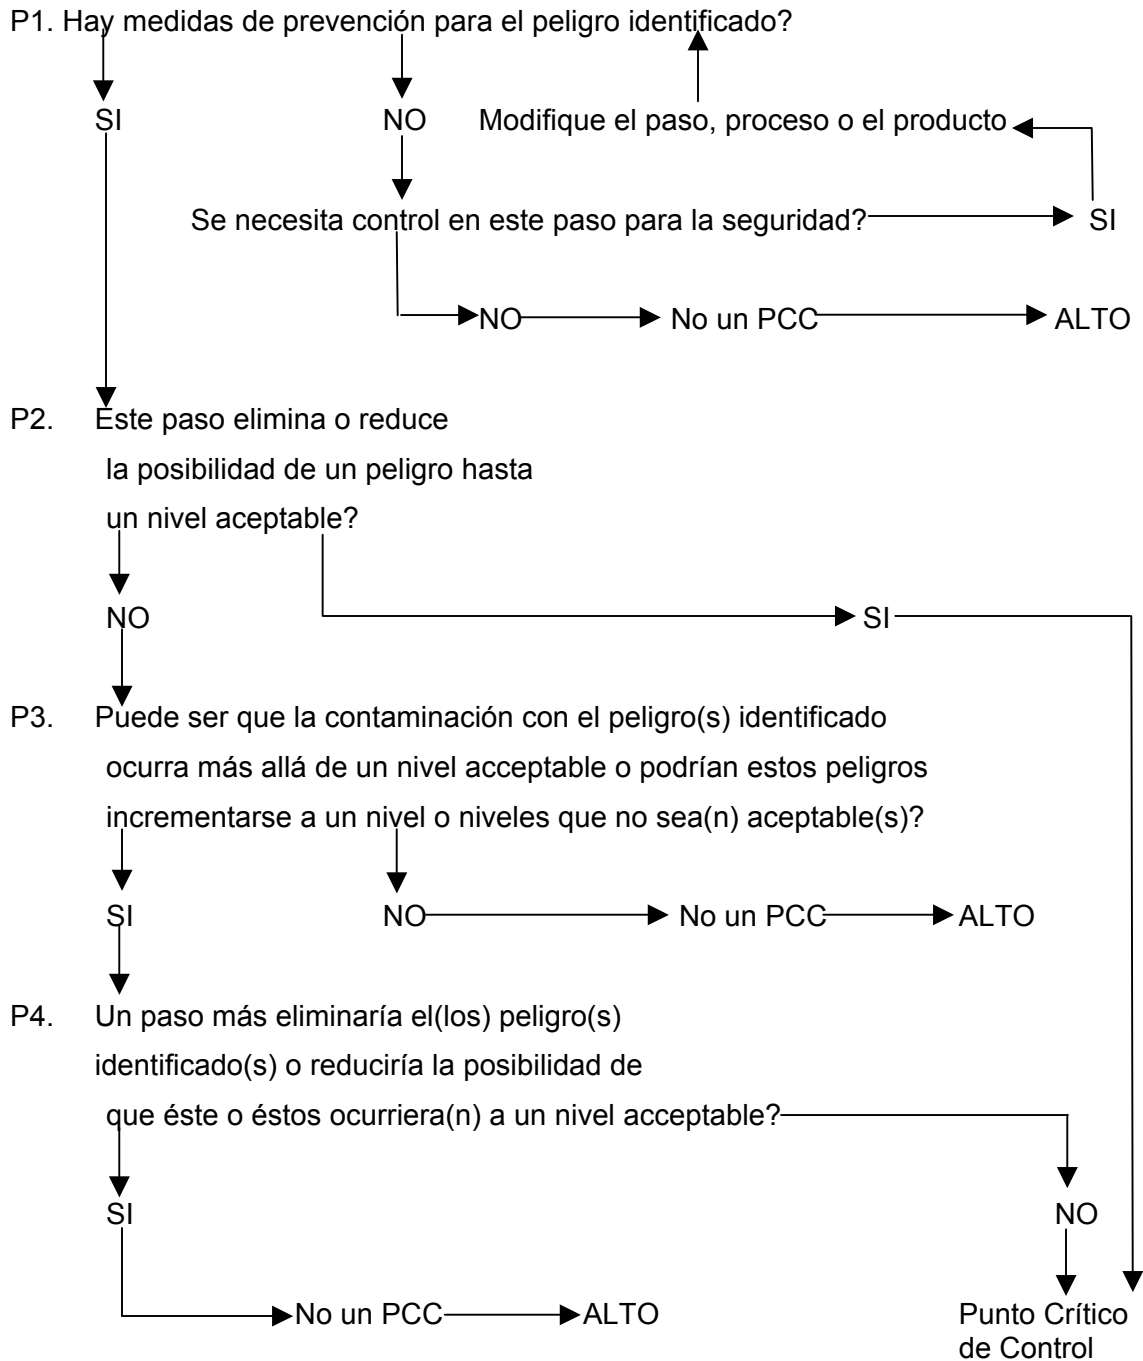 P1. Hay medidas de prevención para el peligro identificado?
SI
NO
Modifique el paso, proceso o el producto
Se necesita control en este paso para la seguridad?
SI
NO
No un PCC
ALTO
P2. Este paso elimina o reduce
la posibilidad de un peligro hasta
un nivel aceptable?
NO
SI
P3. Puede ser que la contaminación con el peligro(s) identificado
ocurra más allá de un nivel acceptable o podrían estos peligros
incrementarse a un nivel o niveles que no sea(n) aceptable(s)?
SI
NO
No un PCC
ALTO
P4. Un paso más eliminaría el(los) peligro(s)
identificado(s) o reduciría la posibilidad de
que éste o éstos ocurriera(n) a un nivel acceptable?
SI
NO
No un PCC
ALTO
Punto Crítico
de Control